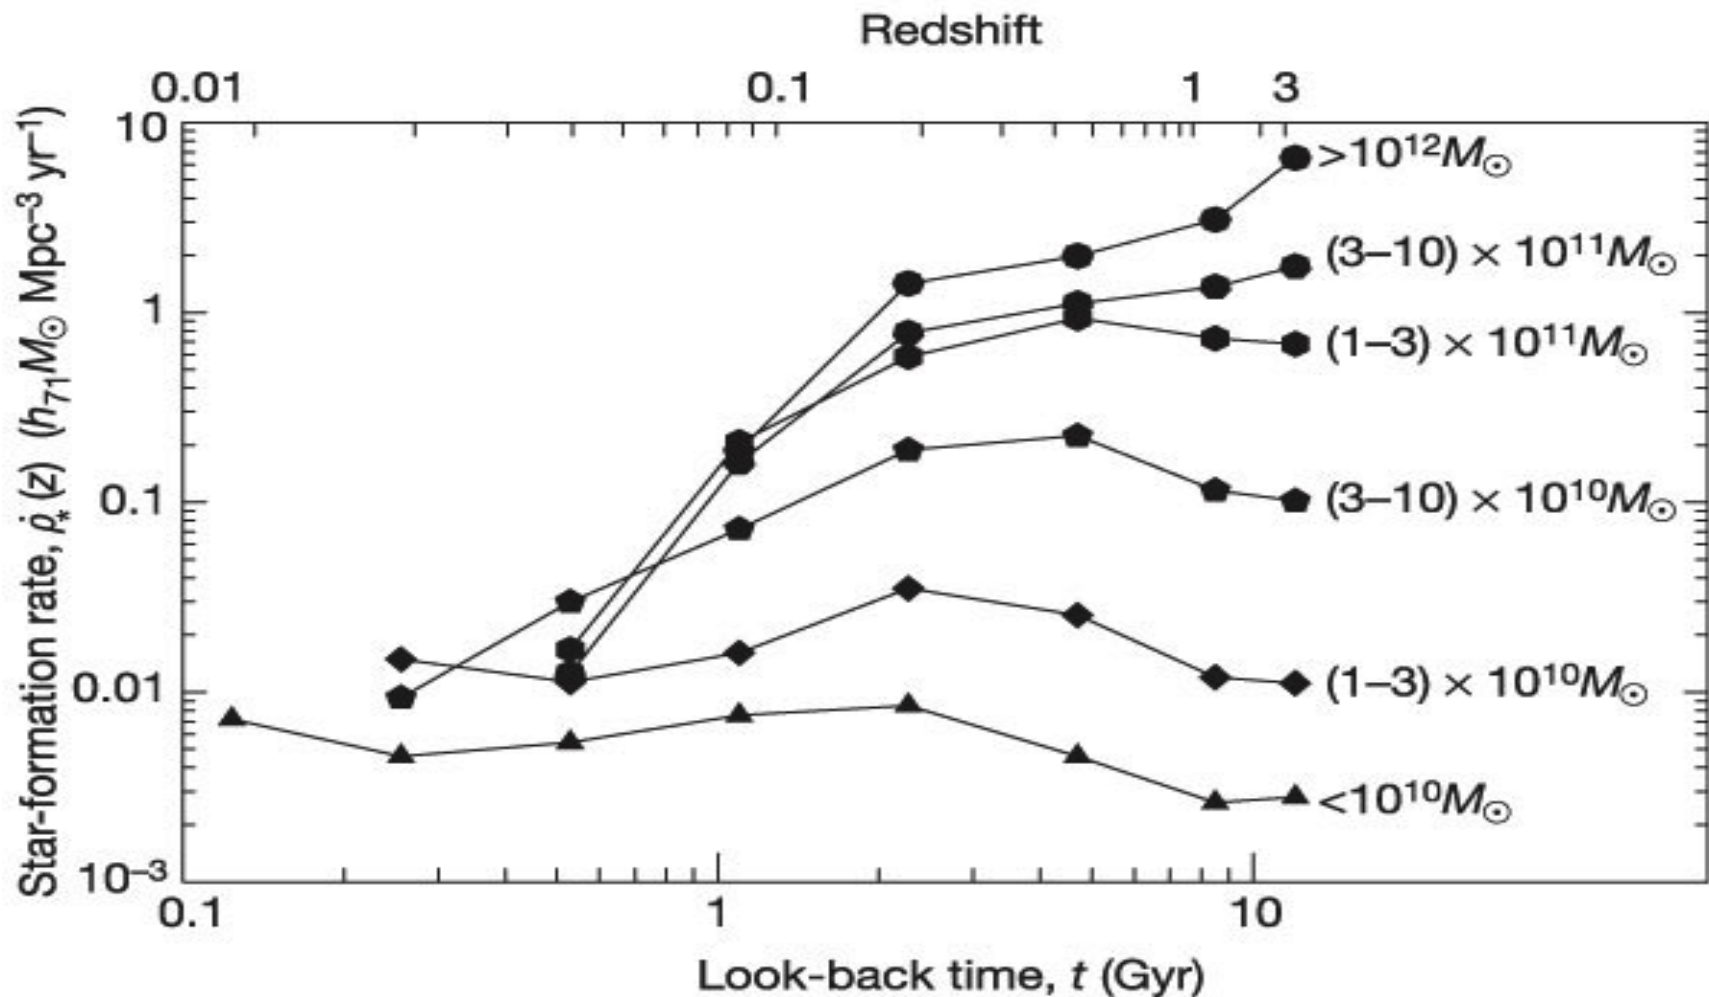 Redshift
0.01 0.1 1 3
10
1
0.1
0.01
10⁻³
Star-formation rate, ρ̇*(z) (h₇₁M⊙ Mpc⁻³ yr⁻¹)
>10¹²M⊙
(3–10) × 10¹¹M⊙
(1–3) × 10¹¹M⊙
(3–10) × 10¹⁰M⊙
(1–3) × 10¹⁰M⊙
<10¹⁰M⊙
0.1 1 10
Look-back time, t (Gyr)